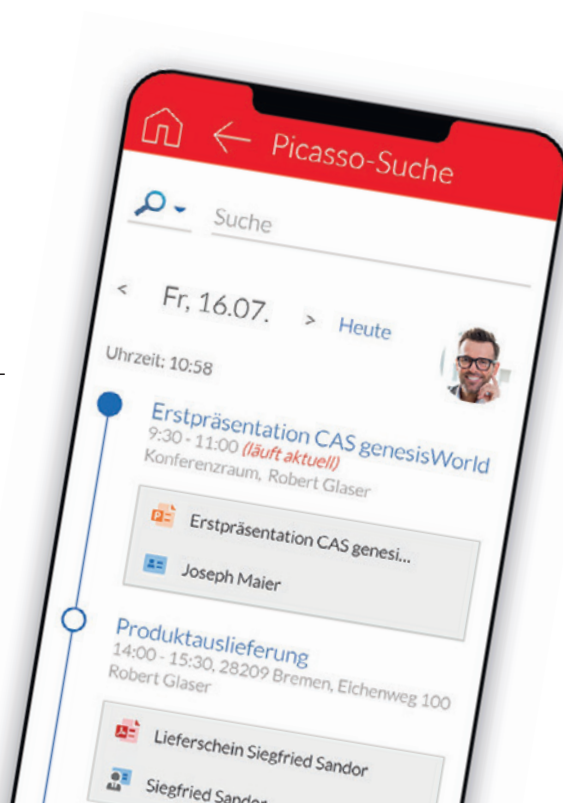 Picasso-Suche
Suche
< Fr, 16.07. > Heute
Uhrzeit: 10:58
Erstpräsentation CAS genesisWorld
9:30 - 11:00 (läuft aktuell)
Konferenzraum, Robert Glaser
Erstpräsentation CAS genesi...
Joseph Maier
Produktauslieferung
14:00 - 15:30, 28209 Bremen, Eichenweg 100
Robert Glaser
Lieferschein Siegfried Sandor
Siegfried Sandor